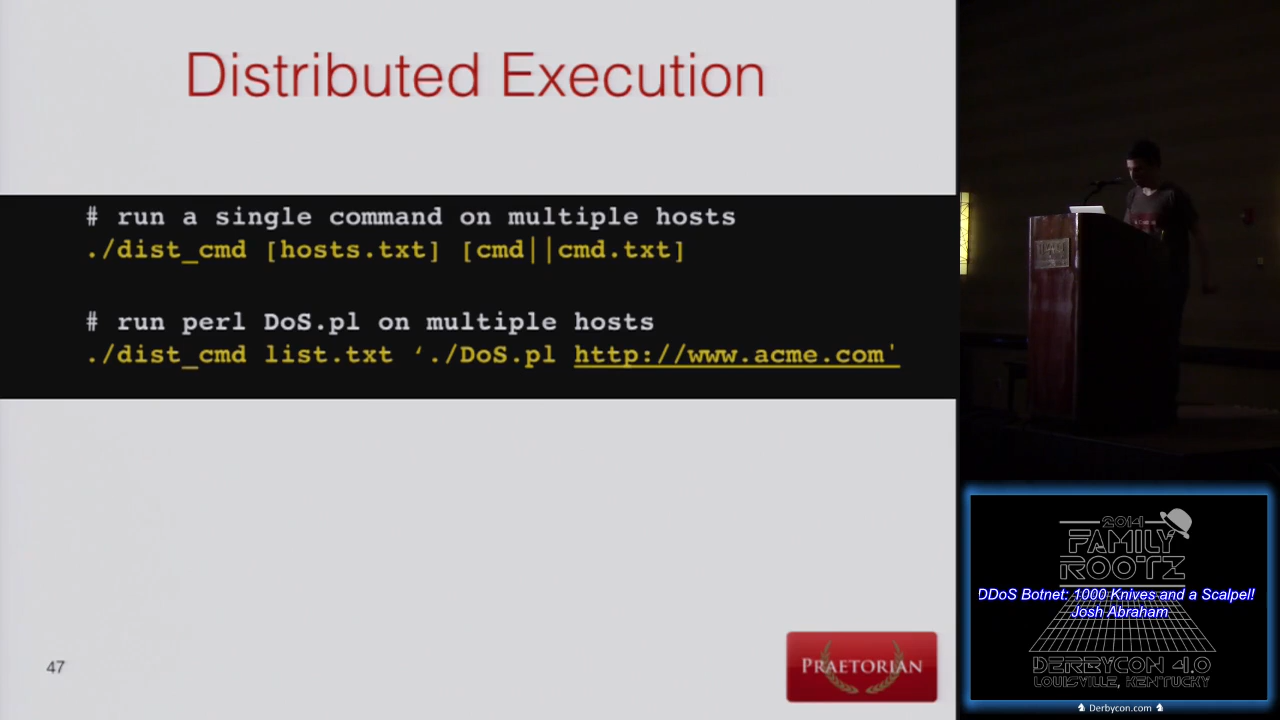 Distributed Execution
# run a single command on multiple hosts
./dist_cmd [hosts.txt] [cmd||cmd.txt]
# run perl DoS.pl on multiple hosts
./dist_cmd list.txt ‘./DoS.pl http://www.acme.com'
47
PRAETORIAN
2014
FAMILY
ROOTZ
DDoS Botnet: 1000 Knives and a Scalpel!
Josh Abraham
DERBYCON 4.0
LOUISVILLE, KENTUCKY
Derbycon.com